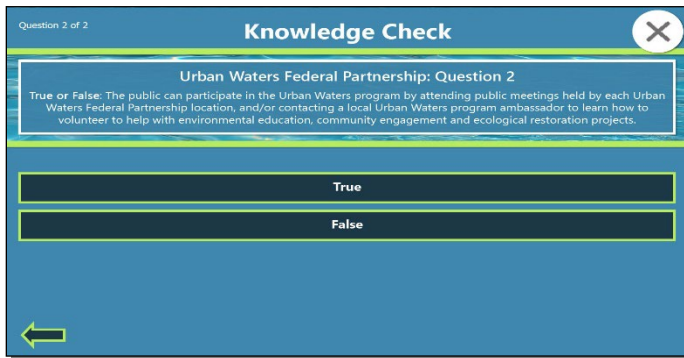 Question 2 of 2
Knowledge Check
Urban Waters Federal Partnership: Question 2
True or False: The public can participate in the Urban Waters program by attending public meetings held by each Urban
Waters Federal Partnership location, and/or contacting a local Urban Waters program ambassador to learn how to
volunteer to help with environmental education, community engagement and ecological restoration projects.
True
False